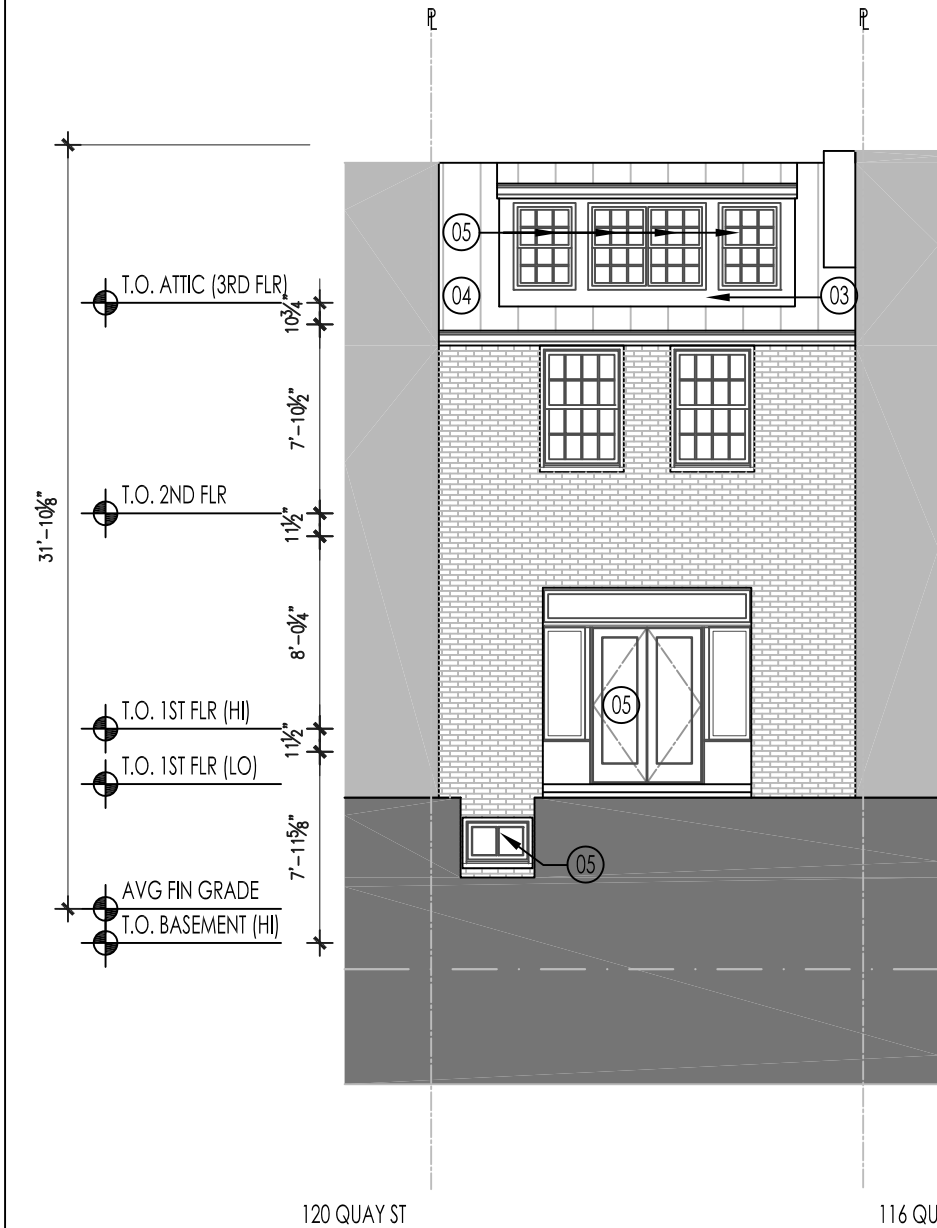 PL PL
05
T.O. ATTIC (3RD FLR)
04
03
10¾"
7'-10½"
T.O. 2ND FLR
31'-10⅛"
11½"
8'-0¼"
T.O. 1ST FLR (HI)
05
11½"
T.O. 1ST FLR (LO)
7'-11⅝"
05
AVG FIN GRADE
T.O. BASEMENT (HI)
120 QUAY ST
116 QU